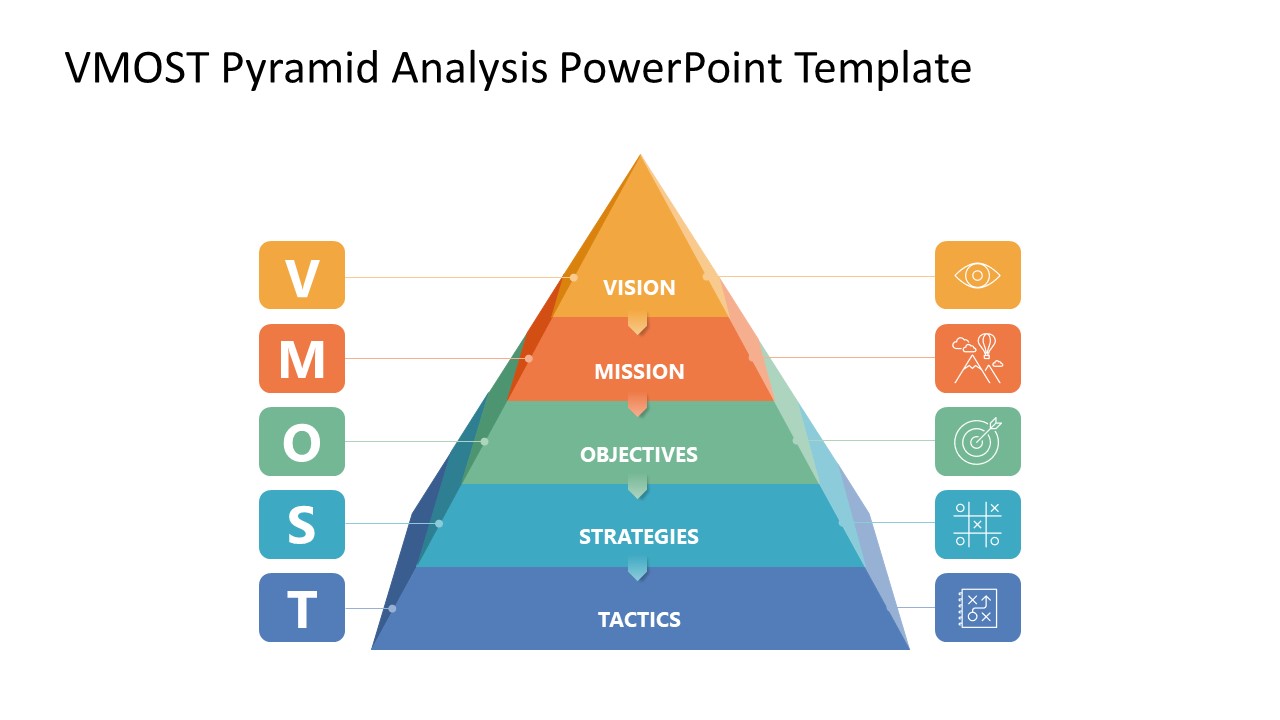 VMOST Pyramid Analysis PowerPoint Template
V
VISION
M
MISSION
O
OBJECTIVES
S
STRATEGIES
T
TACTICS